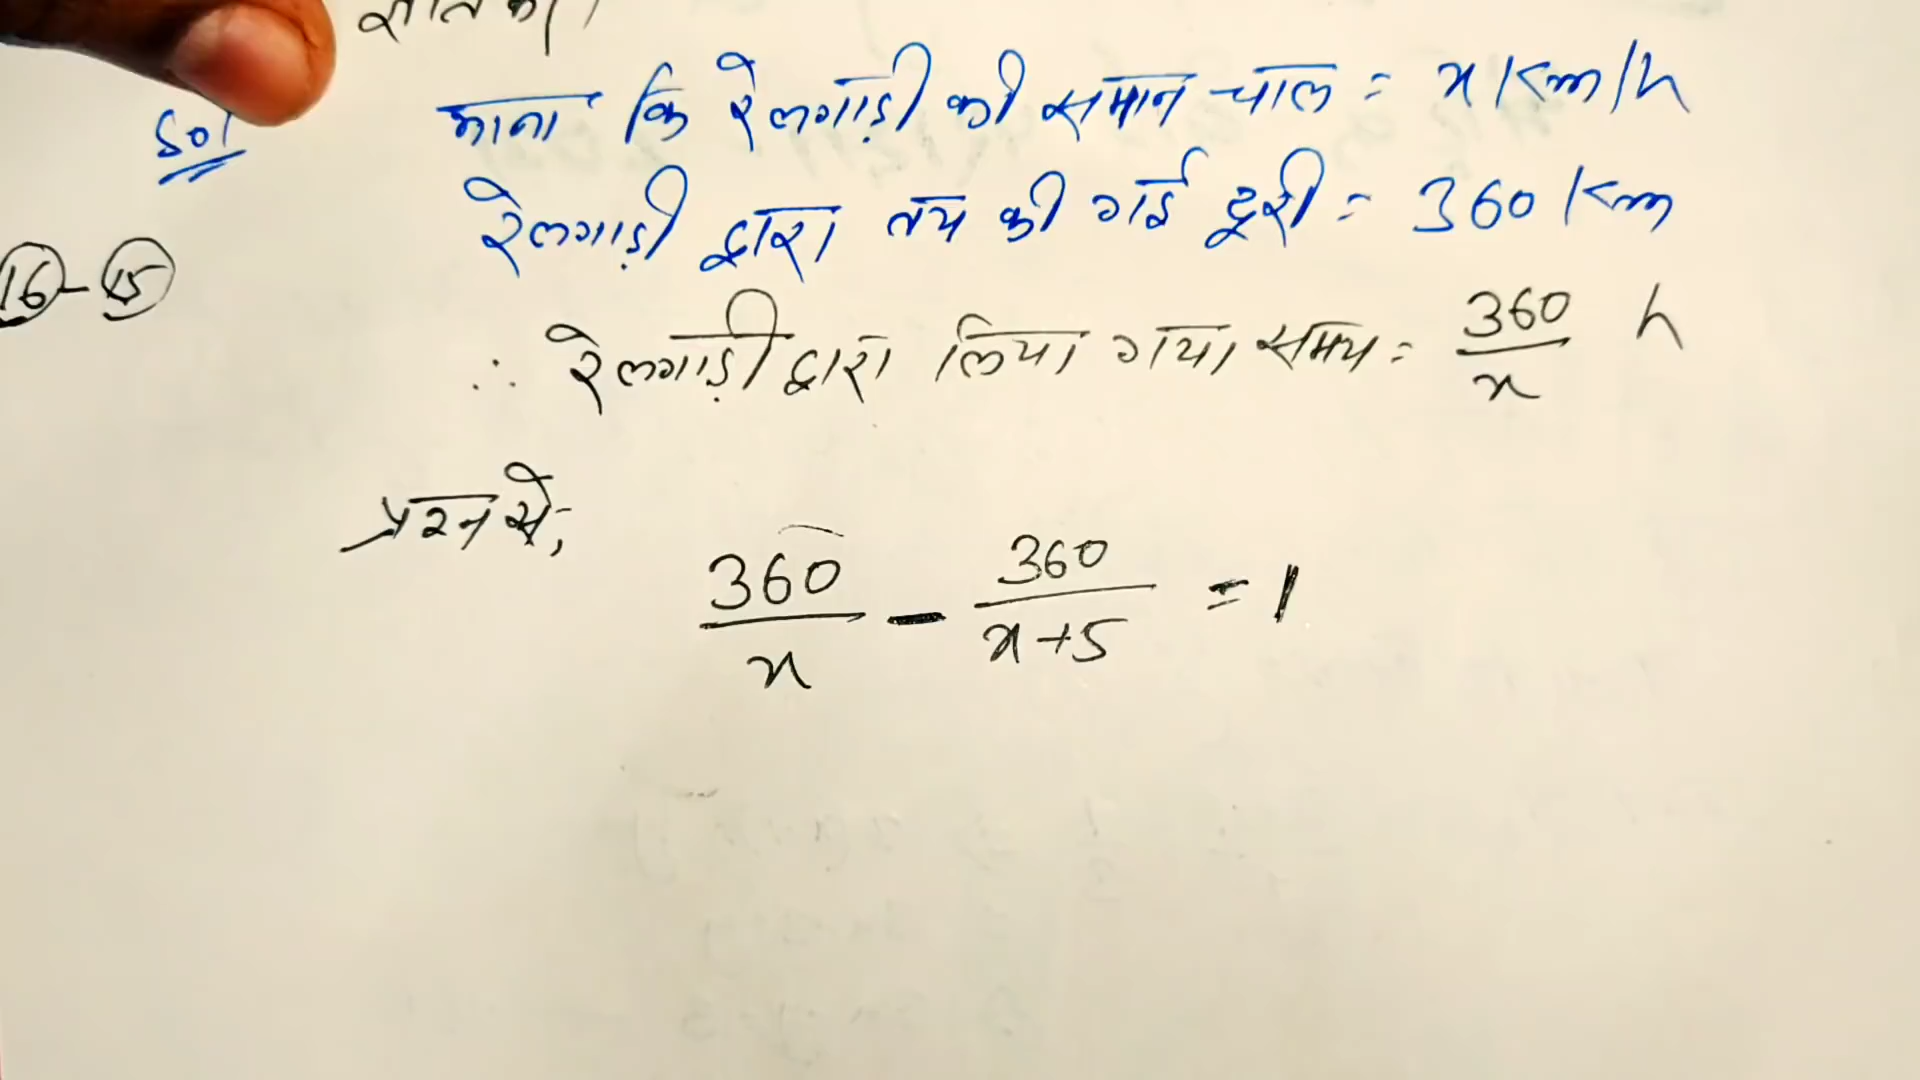 Sol माना कि रेलगाड़ी की समान चाल = x Km/h
रेलगाड़ी द्वारा तय की गई दूरी = 360 Km
16-15
∴ रेलगाड़ी द्वारा लिया गया समय = 360/x h
प्रश्न से,
360/x - 360/x+5 = 1